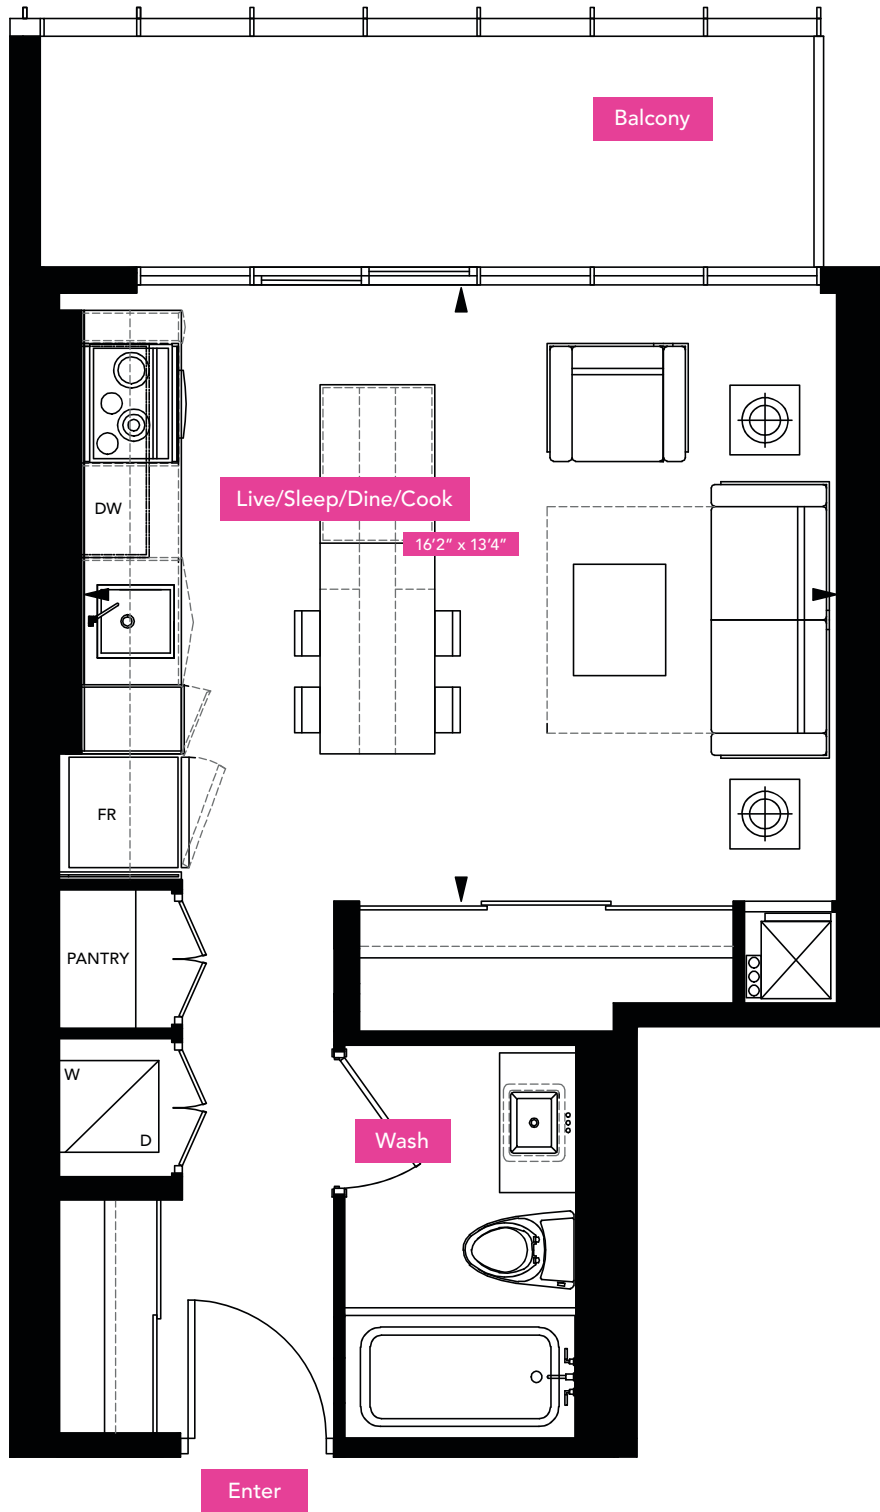 Balcony
Live/Sleep/Dine/Cook
16’2” x 13’4”
DW
FR
PANTRY
W
D
Wash
Enter